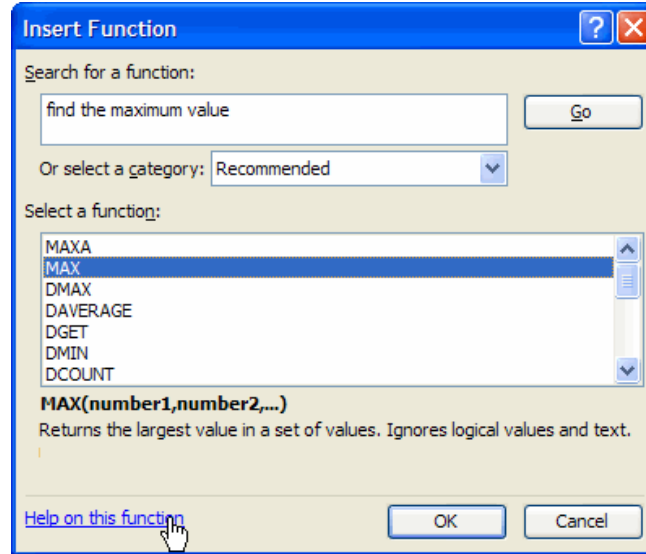 Insert Function
Search for a function:
find the maximum value
Go
Or select a category: Recommended
Select a function:
MAXA
MAX
DMAX
DAVERAGE
DGET
DMIN
DCOUNT
MAX(number1,number2,...)
Returns the largest value in a set of values. Ignores logical values and text.
Help on this function
OK
Cancel